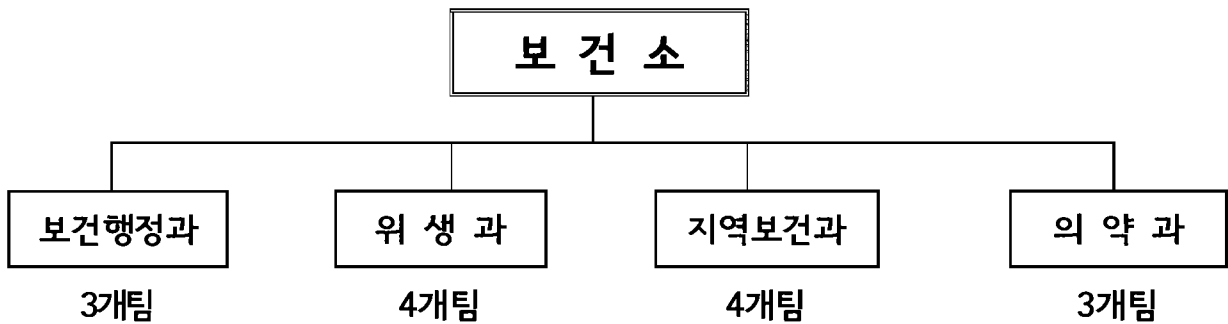 보 건 소
보건행정과 위 생 과 지역보건과 의 약 과
3개팀 4개팀 4개팀 3개팀